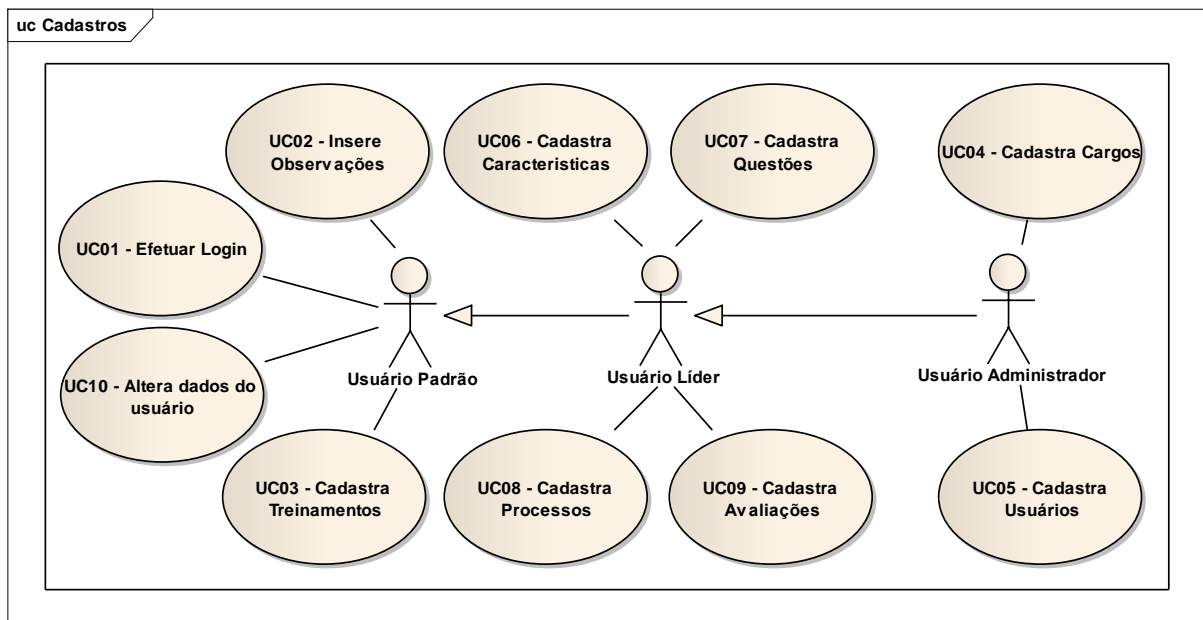 uc Cadastros
UC02 - Insere
Observações
UC06 - Cadastra
Caracteristicas
UC07 - Cadastra
Questões
UC04 - Cadastra Cargos
UC01 - Efetuar Login
UC10 - Altera dados do
usuário
Usuário Padrão
Usuário Líder
Usuário Administrador
UC03 - Cadastra
Treinamentos
UC08 - Cadastra
Processos
UC09 - Cadastra
Avaliações
UC05 - Cadastra
Usuários